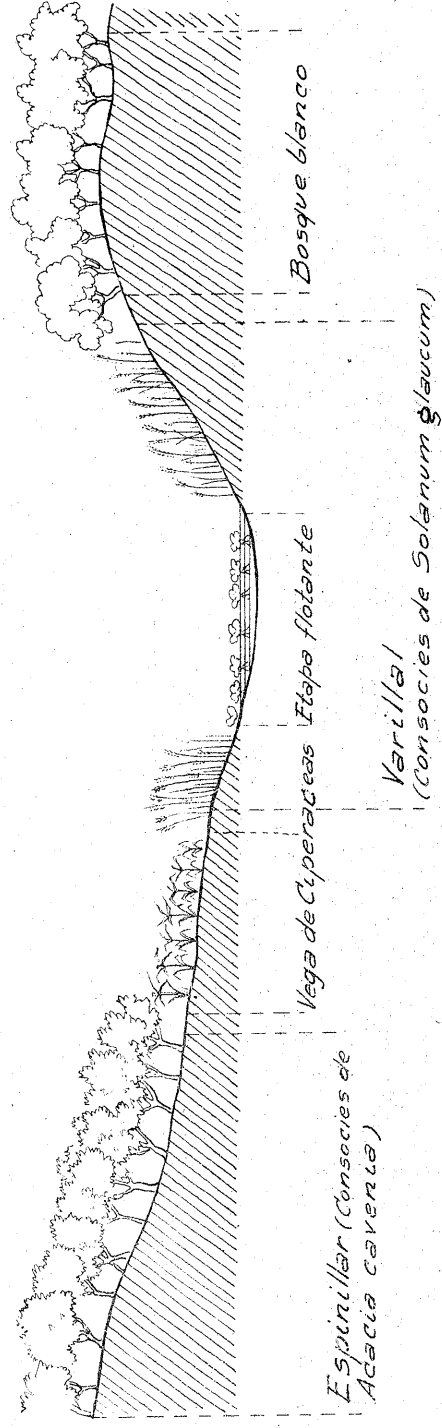 Espinillar (Consocies de
Acacia cavenia)
Vega de Ciperaceas
Etapa flotante
Varillal
(Consocies de Solanum glaucum)
Bosque blanco